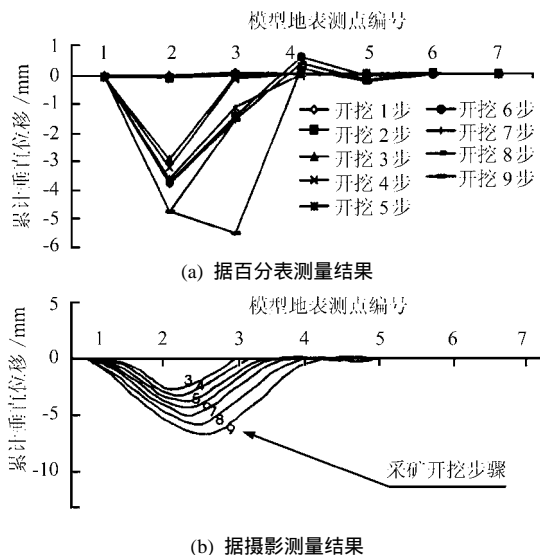 模型地表测点编号
1 2 3 4 5 6 7
0
-1
-2
-3
-4
-5
-6
累计垂直位移/mm
开挖1步 开挖6步
开挖2步 开挖7步
开挖3步 开挖8步
开挖4步 开挖9步
开挖5步
(a) 据百分表测量结果
模型地表测点编号
5
1 2 3 4 5 6 7
0
-5
-10
累计垂直位移/mm
3 4 5 6 7 8 9
采矿开挖步骤
(b) 据摄影测量结果